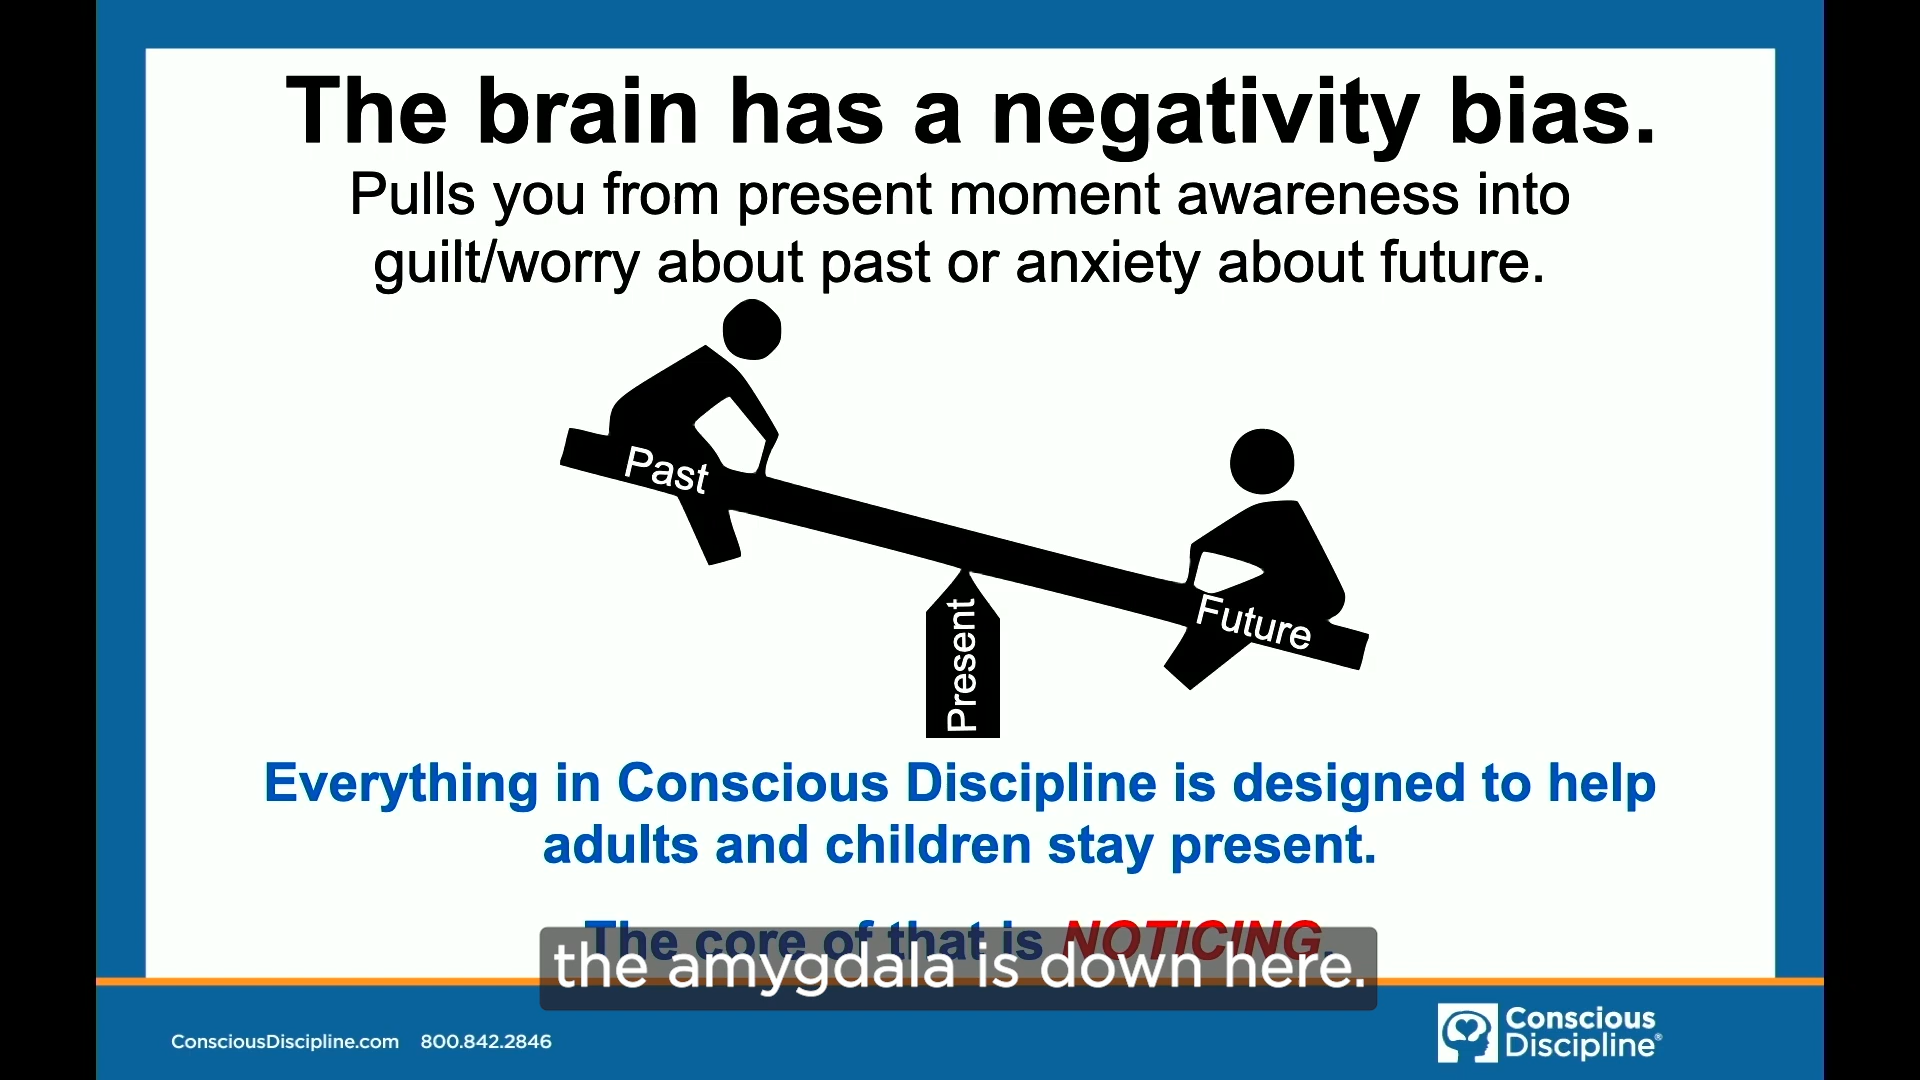 The brain has a negativity bias.
Pulls you from present moment awareness into
guilt/worry about past or anxiety about future.
Past
Future
Present
Everything in Conscious Discipline is designed to help
adults and children stay present.
The core of that is NOTICING.
the amygdala is down here.
ConsciousDiscipline.com 800.842.2846
Conscious
Discipline®